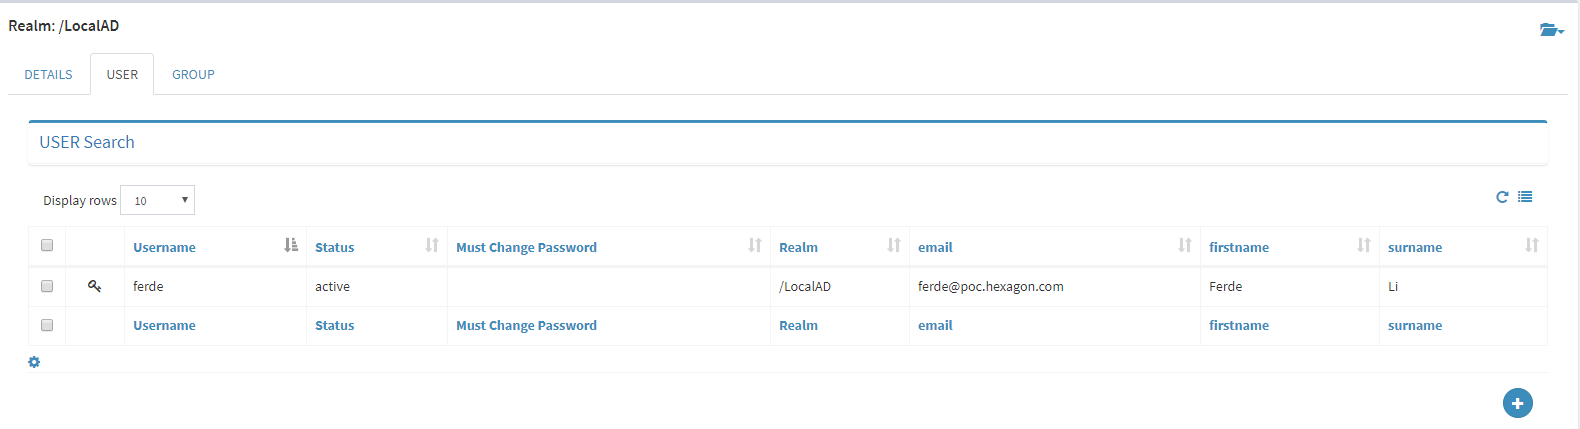 Realm: /LocalAD
DETAILS USER GROUP
USER Search
Display rows 10
Username Status Must Change Password Realm email firstname surname
ferde active /LocalAD ferde@poc.hexagon.com Ferde Li
Username Status Must Change Password Realm email firstname surname